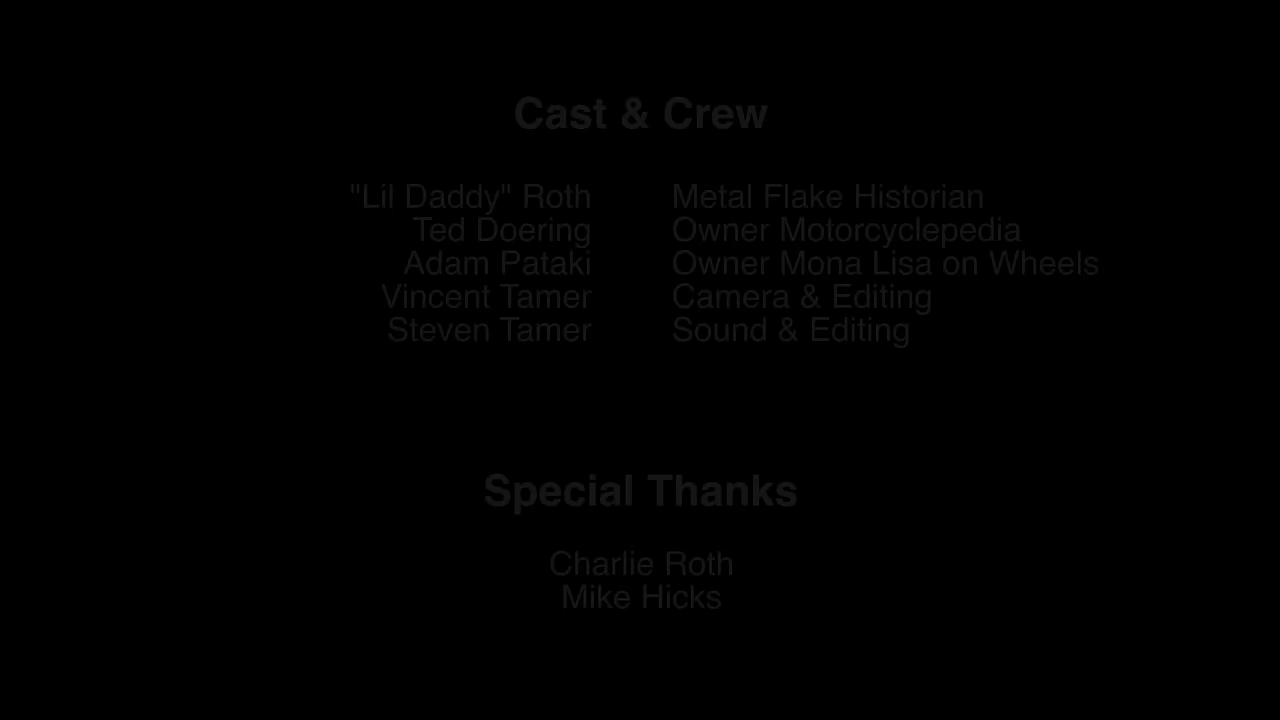 Cast & Crew
"Lil Daddy" Roth Metal Flake Historian
Ted Doering Owner Motorcyclepedia
Adam Pataki Owner Mona Lisa on Wheels
Vincent Tamer Camera & Editing
Steven Tamer Sound & Editing
Special Thanks
Charlie Roth
Mike Hicks